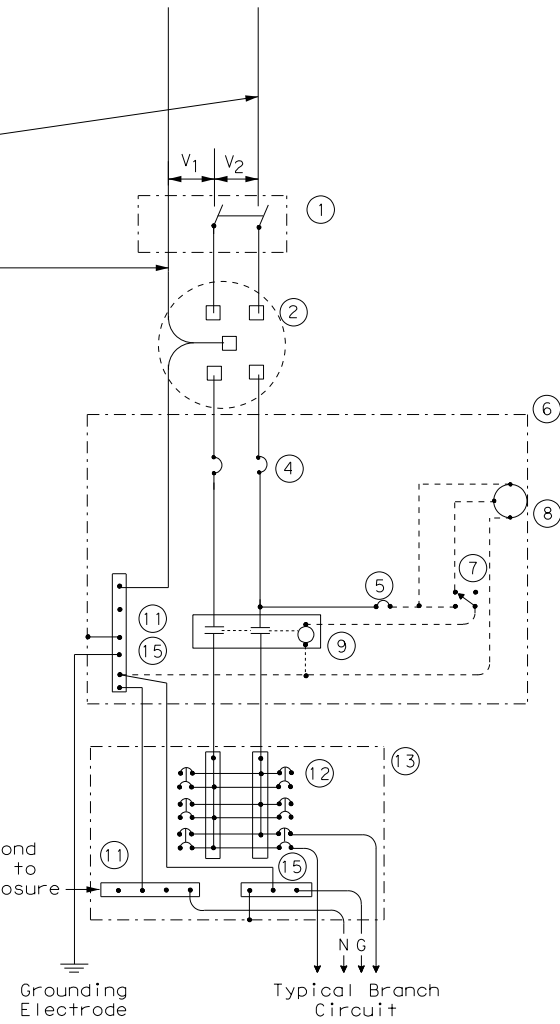 V1 V2
1
2
6
4
8
5
7
11
15
9
13
12
11
15
ond
to
osure
N G
Grounding
Electrode
Typical Branch
Circuit